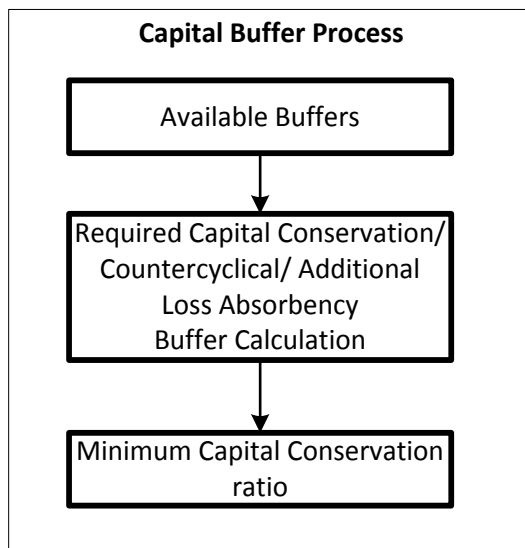 Capital Buffer Process
Available Buffers
Required Capital Conservation/
Countercyclical/ Additional
Loss Absorbency
Buffer Calculation
Minimum Capital Conservation
ratio